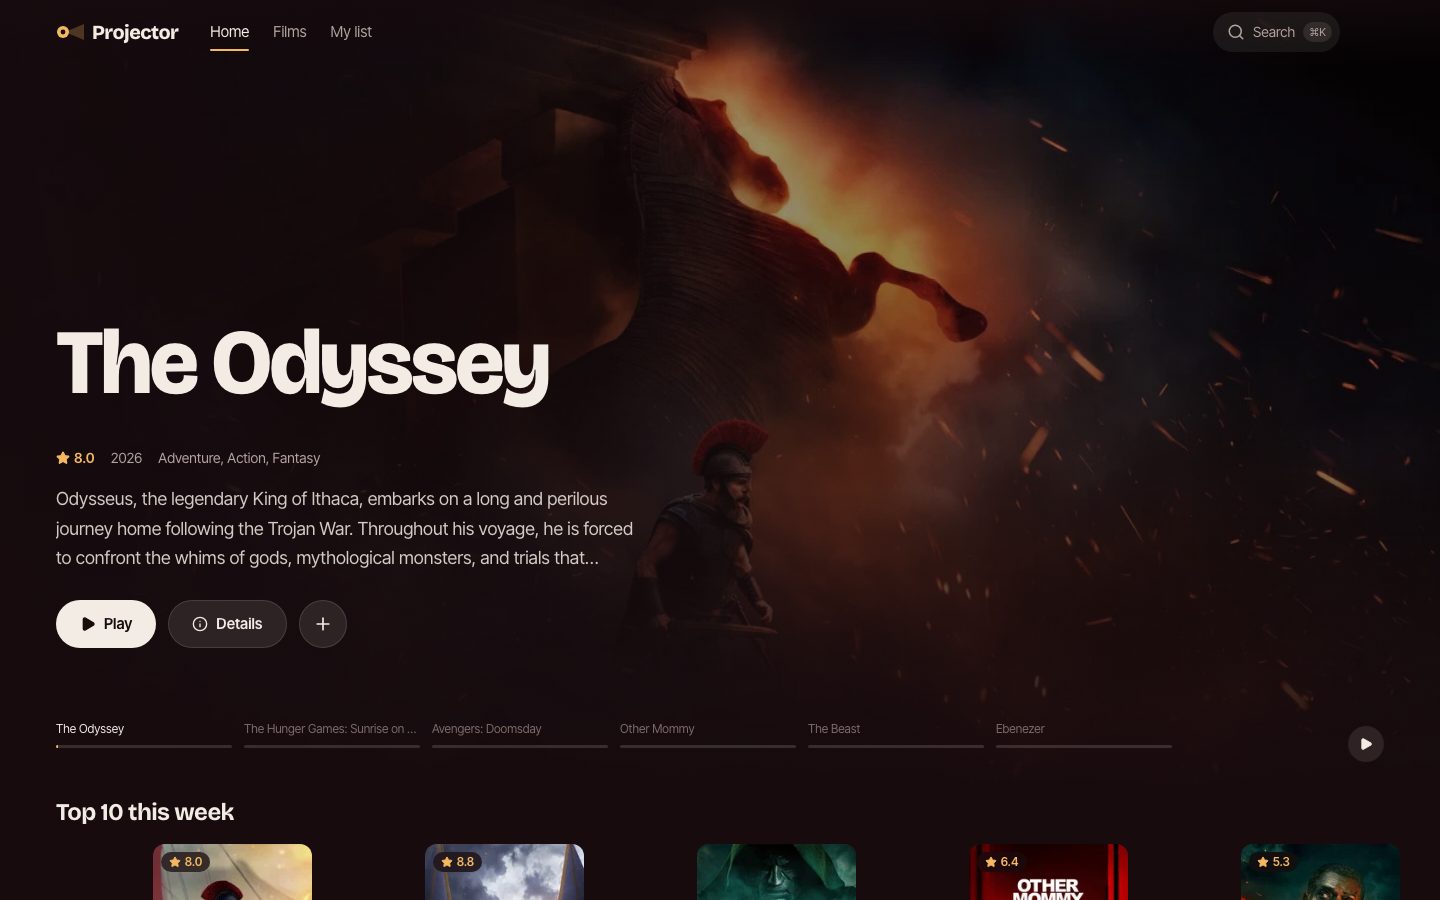 Projector
Home
Films
My list
Search
⌘K
The Odyssey
8.0
2026
Adventure, Action, Fantasy
Odysseus, the legendary King of Ithaca, embarks on a long and perilous
journey home following the Trojan War. Throughout his voyage, he is forced
to confront the whims of gods, mythological monsters, and trials that...
Play
Details
The Odyssey
The Hunger Games: Sunrise on ...
Avengers: Doomsday
Other Mommy
The Beast
Ebenezer
Top 10 this week
8.0
8.8
6.4
5.3
OTHER
MOMMY